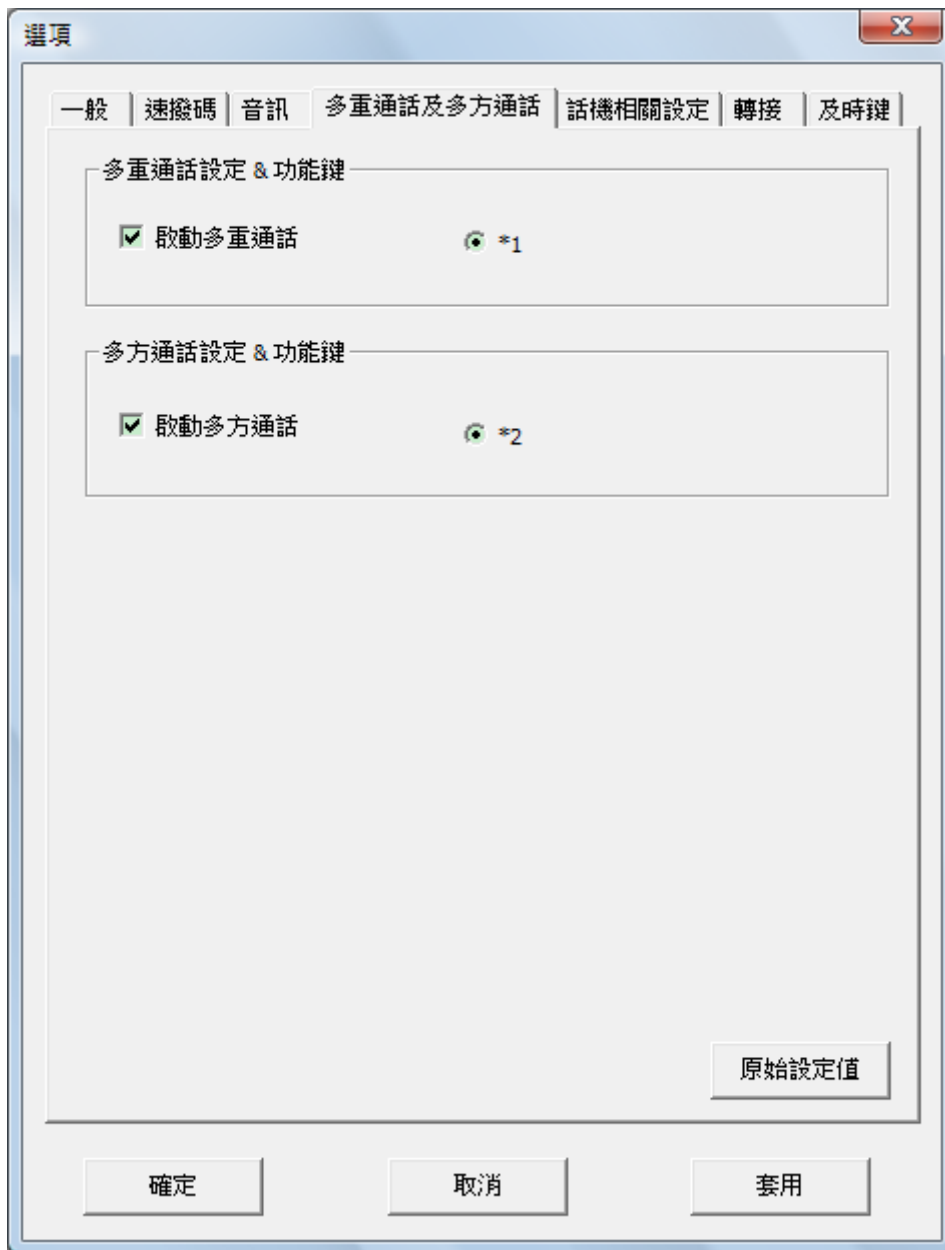 選項
X
一般 速撥碼 音訊 多重通話及多方通話 話機相關設定 轉接 及時鍵
多重通話設定 & 功能鍵
啟動多重通話 *1
多方通話設定 & 功能鍵
啟動多方通話 *2
原始設定值
確定 取消 套用